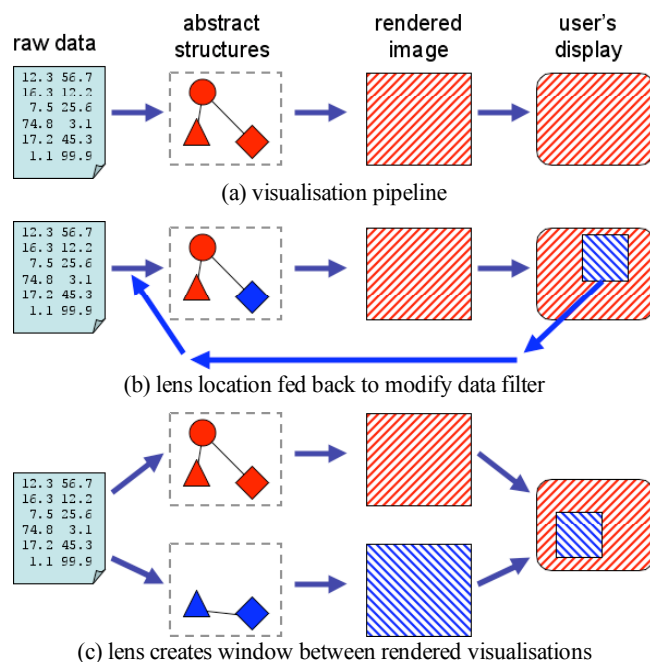 raw data
abstract
structures
rendered
image
user's
display
12.3 56.7
16.3 12.2
7.5 25.6
74.8 3.1
17.2 45.3
1.1 99.9
(a) visualisation pipeline
12.3 56.7
16.3 12.2
7.5 25.6
74.8 3.1
17.2 45.3
1.1 99.9
(b) lens location fed back to modify data filter
12.3 56.7
16.3 12.2
7.5 25.6
74.8 3.1
17.2 45.3
1.1 99.9
(c) lens creates window between rendered visualisations